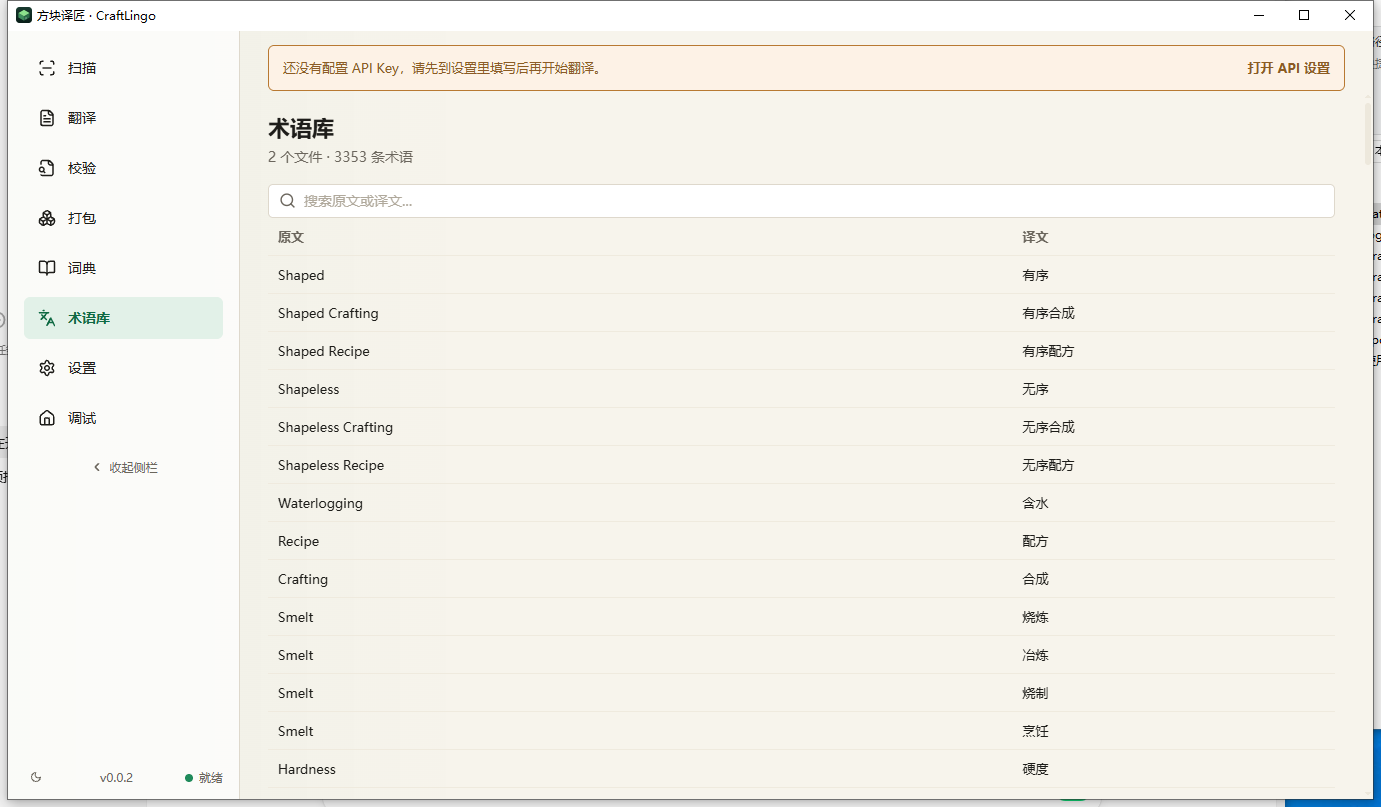 方块译匠 · CraftLingo
扫描
翻译
校验
打包
词典
术语库
设置
调试
收起侧栏
v0.0.2
就绪
还没有配置 API Key，请先到设置里填写后再开始翻译。
打开 API 设置
术语库
2 个文件 · 3353 条术语
搜索原文或译文...
原文 译文
Shaped 有序
Shaped Crafting 有序合成
Shaped Recipe 有序配方
Shapeless 无序
Shapeless Crafting 无序合成
Shapeless Recipe 无序配方
Waterlogging 含水
Recipe 配方
Crafting 合成
Smelt 烧炼
Smelt 冶炼
Smelt 烧制
Smelt 烹饪
Hardness 硬度